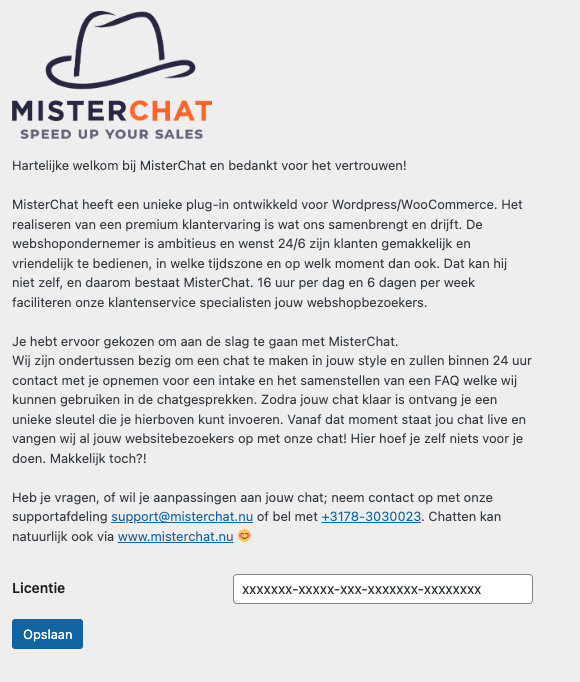 MISTERCHAT
SPEED UP YOUR SALES
Hartelijke welkom bij MisterChat en bedankt voor het vertrouwen!
MisterChat heeft een unieke plug-in ontwikkeld voor Wordpress/WooCommerce. Het
realiseren van een premium klantervaring is wat ons samenbrengt en drijft. De
webshopondernemer is ambitieus en wenst 24/6 zijn klanten gemakkelijk en
vriendelijk te bedienen, in welke tijdszone en op welk moment dan ook. Dat kan hij
niet zelf, en daarom bestaat MisterChat. 16 uur per dag en 6 dagen per week
faciliteren onze klantenservice specialisten jouw webshopbezoekers.
Je hebt ervoor gekozen om aan de slag te gaan met MisterChat.
Wij zijn ondertussen bezig om een chat te maken in jouw style en zullen binnen 24 uur
contact met je opnemen voor een intake en het samenstellen van een FAQ welke wij
kunnen gebruiken in de chatgesprekken. Zodra jouw chat klaar is ontvang je een
unieke sleutel die je hierboven kunt invoeren. Vanaf dat moment staat jou chat live en
vangen wij al jouw websitebezoekers op met onze chat! Hier hoef je zelf niets voor je
doen. Makkelijk toch?!
Heb je vragen, of wil je aanpassingen aan jouw chat; neem contact op met onze
supportafdeling support@misterchat.nu of bel met +3178-3030023. Chatten kan
natuurlijk ook via www.misterchat.nu 😊
Licentie
xxxxxxx-xxxxx-xxx-xxxxxxx-xxxxxxxx
Opslaan